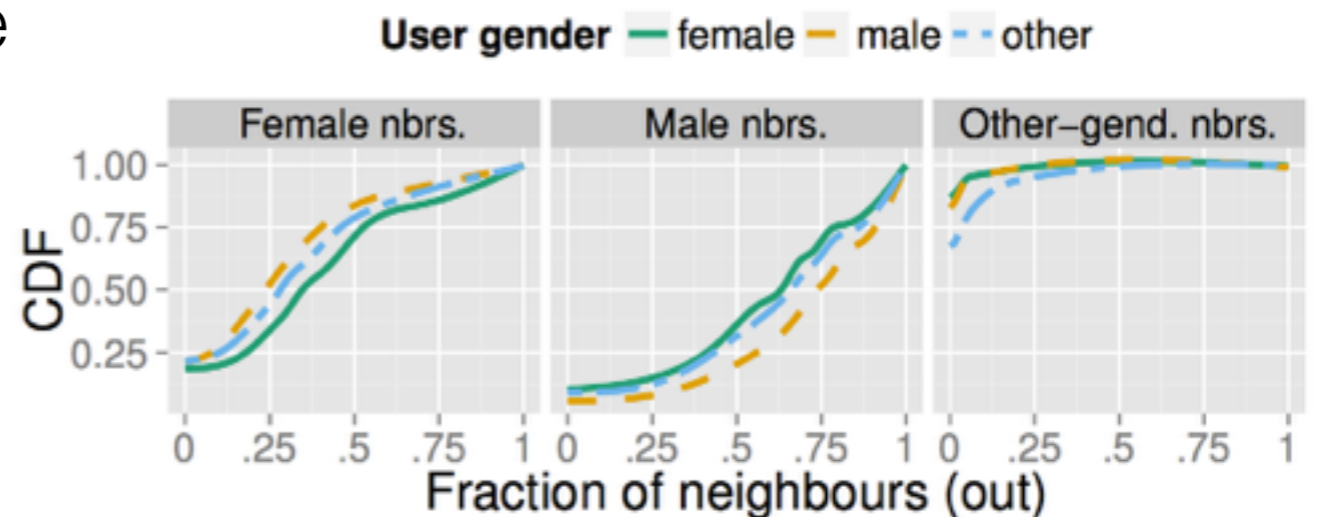 e
User gender female male other
Female nbrs. Male nbrs. Other–gend. nbrs.
CDF
1.00
0.75
0.50
0.25
0 .25 .5 .75 1 0 .25 .5 .75 1 0 .25 .5 .75 1
Fraction of neighbours (out)